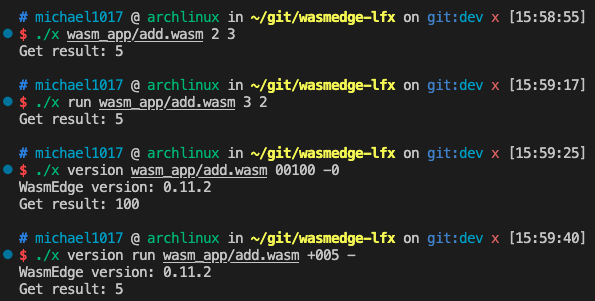 # michael1017 @ archlinux in ~/git/wasmedge-lfx on git:dev x [15:58:55]
$ ./x wasm_app/add.wasm 2 3
Get result: 5
# michael1017 @ archlinux in ~/git/wasmedge-lfx on git:dev x [15:59:17]
$ ./x run wasm_app/add.wasm 3 2
Get result: 5
# michael1017 @ archlinux in ~/git/wasmedge-lfx on git:dev x [15:59:25]
$ ./x version wasm_app/add.wasm 00100 -0
WasmEdge version: 0.11.2
Get result: 100
# michael1017 @ archlinux in ~/git/wasmedge-lfx on git:dev x [15:59:40]
$ ./x version run wasm_app/add.wasm +005 -
WasmEdge version: 0.11.2
Get result: 5